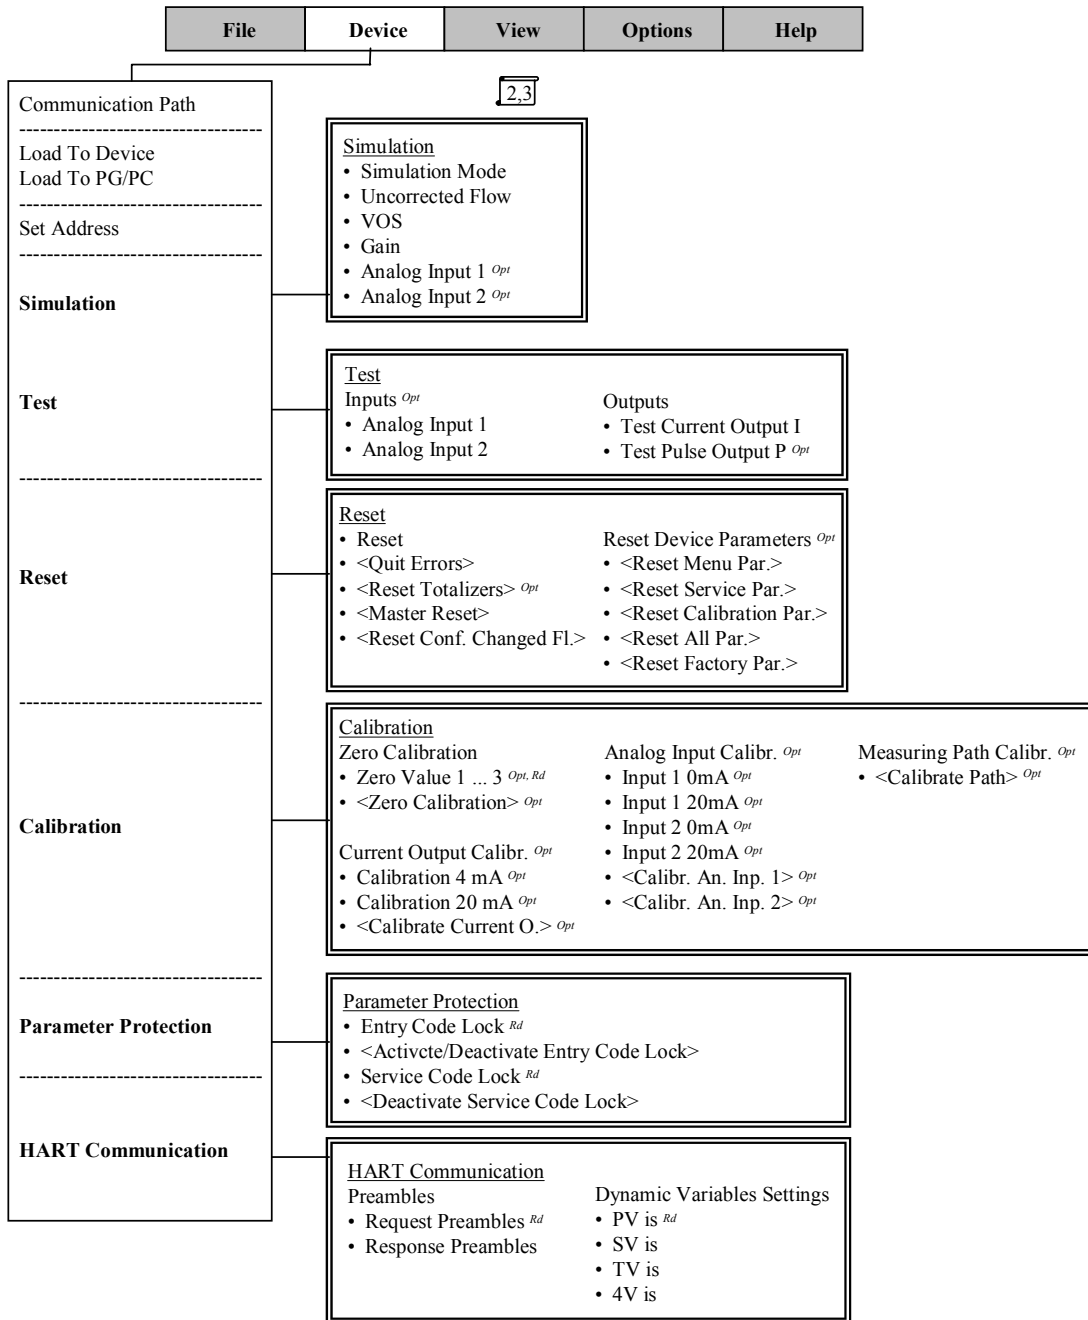 File Device View Options Help
2,3
Communication Path
Load To Device
Load To PG/PC
Set Address
Simulation
Test
Reset
Calibration
Parameter Protection
HART Communication
Simulation
• Simulation Mode
• Uncorrected Flow
• VOS
• Gain
• Analog Input 1 Opt
• Analog Input 2 Opt
Test
Inputs Opt
• Analog Input 1
• Analog Input 2
Outputs
• Test Current Output I
• Test Pulse Output P Opt
Reset
• Reset
• <Quit Errors>
• <Reset Totalizers> Opt
• <Master Reset>
• <Reset Conf. Changed Fl.>
Reset Device Parameters Opt
• <Reset Menu Par.>
• <Reset Service Par.>
• <Reset Calibration Par.>
• <Reset All Par.>
• <Reset Factory Par.>
Calibration
Zero Calibration
• Zero Value 1 ... 3 Opt, Rd
• <Zero Calibration> Opt
Current Output Calibr. Opt
• Calibration 4 mA Opt
• Calibration 20 mA Opt
• <Calibrate Current O.> Opt
Analog Input Calibr. Opt
• Input 1 0mA Opt
• Input 1 20mA Opt
• Input 2 0mA Opt
• Input 2 20mA Opt
• <Calibr. An. Inp. 1> Opt
• <Calibr. An. Inp. 2> Opt
Measuring Path Calibr. Opt
• <Calibrate Path> Opt
Parameter Protection
• Entry Code Lock Rd
• <Activcte/Deactivate Entry Code Lock>
• Service Code Lock Rd
• <Deactivate Service Code Lock>
HART Communication
Preambles
• Request Preambles Rd
• Response Preambles
Dynamic Variables Settings
• PV is Rd
• SV is
• TV is
• 4V is